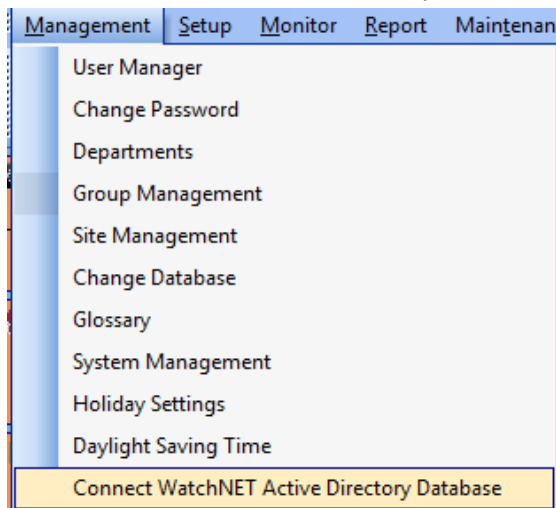 Management Setup Monitor Report Maintenan
User Manager
Change Password
Departments
Group Management
Site Management
Change Database
Glossary
System Management
Holiday Settings
Daylight Saving Time
Connect WatchNET Active Directory Database